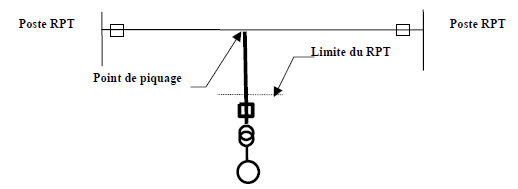 Poste RPT
Poste RPT
Limite du RPT
Point de piquage